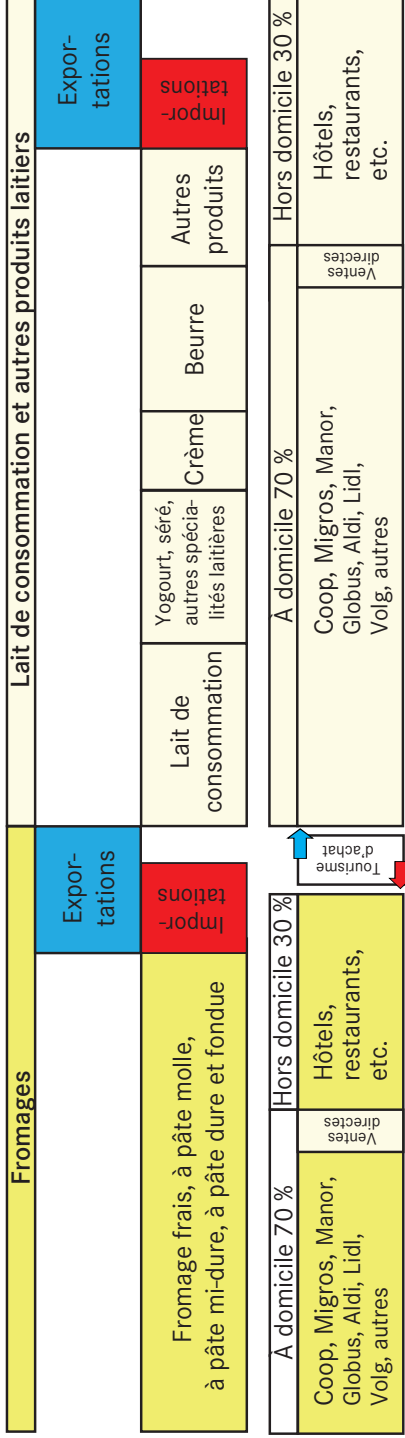 Fromages
Lait de consommation et autres produits laitiers
Expor-
tations
Expor-
tations
Fromage frais, à pâte molle,
à pâte mi-dure, à pâte dure et fondue
Impor-
tations
Lait de
consommation
Yogourt, séré,
autres spécia-
lités laitières
Crème
Beurre
Autres
produits
Impor-
tations
À domicile 70 %
Hors domicile 30 %
Coop, Migros, Manor,
Globus, Aldi, Lidl,
Volg, autres
Ventes
directes
Hôtels,
restaurants,
etc.
Tourisme
d'achat
À domicile 70 %
Hors domicile 30 %
Coop, Migros, Manor,
Globus, Aldi, Lidl,
Volg, autres
Ventes
directes
Hôtels,
restaurants,
etc.